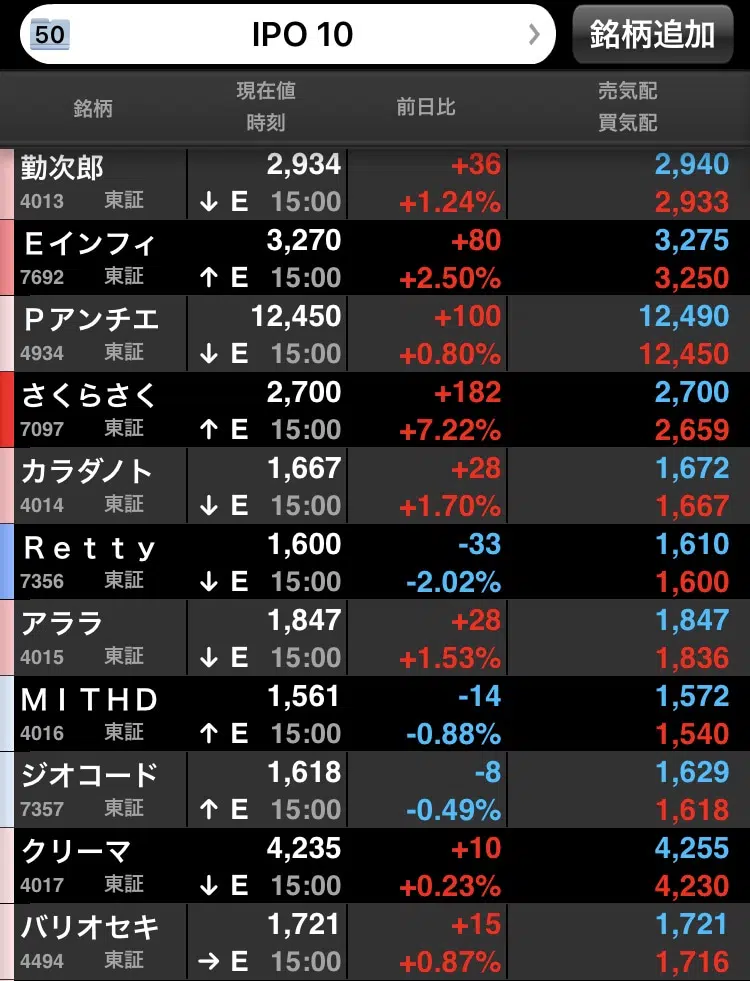 50 IPO 10 銘柄追加
銘柄 現在値 時刻 前日比 売気配 買気配
勤次郎 2,934 +36 2,940
4013 東証 ↓ E 15:00 +1.24% 2,933
Eインフィ 3,270 +80 3,275
7692 東証 ↑ E 15:00 +2.50% 3,250
Pアンチエ 12,450 +100 12,490
4934 東証 ↓ E 15:00 +0.80% 12,450
さくらさく 2,700 +182 2,700
7097 東証 ↑ E 15:00 +7.22% 2,659
カラダノト 1,667 +28 1,672
4014 東証 ↓ E 15:00 +1.70% 1,667
Retty 1,600 -33 1,610
7356 東証 ↓ E 15:00 -2.02% 1,600
アララ 1,847 +28 1,847
4015 東証 ↓ E 15:00 +1.53% 1,836
MITHD 1,561 -14 1,572
4016 東証 ↑ E 15:00 -0.88% 1,540
ジオコード 1,618 -8 1,629
7357 東証 ↑ E 15:00 -0.49% 1,618
クリーマ 4,235 +10 4,255
4017 東証 ↓ E 15:00 +0.23% 4,230
バリオセキ 1,721 +15 1,721
4494 東証 → E 15:00 +0.87% 1,716